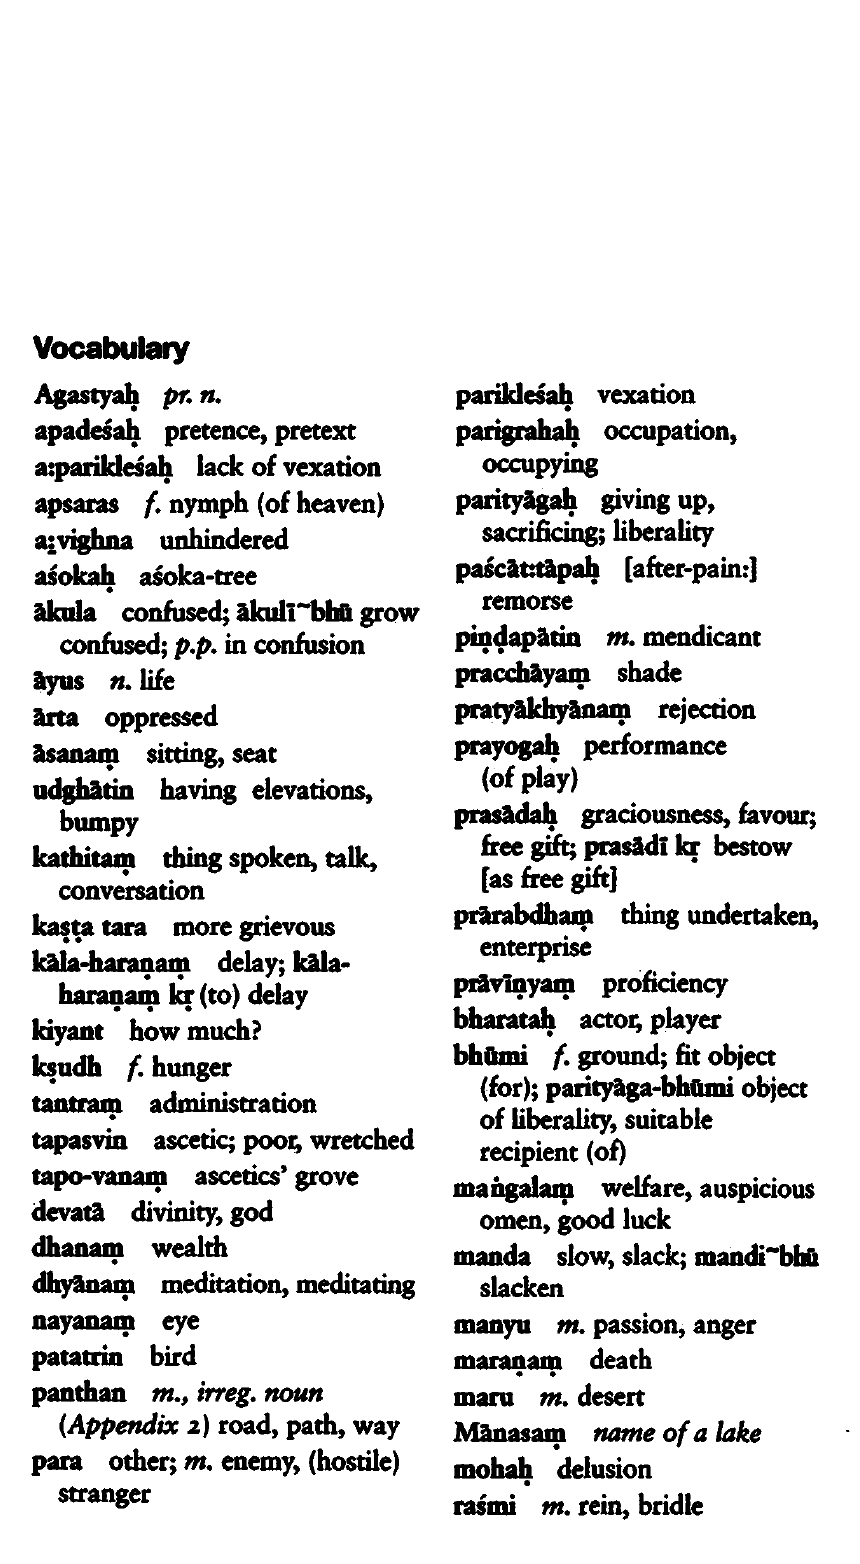 Vocabulary
Agastyaḥ pr. n.
apadeśaḥ pretence, pretext
a:parikleśaḥ lack of vexation
apsaras f. nymph (of heaven)
a:̱vighna unhindered
aśokaḥ aśoka-tree
ākula confused; ākulī~bhū grow
confused; p.p. in confusion
āyus n. life
ārta oppressed
āsanaṃ sitting, seat
udghātin having elevations,
bumpy
kathitaṃ thing spoken, talk,
conversation
kaṣṭa tara more grievous
kāla-haraṇaṃ delay; kāla-
haraṇaṃ kṛ (to) delay
kiyant how much?
kṣudh f. hunger
tantraṃ administration
tapasvin ascetic; poor, wretched
tapo-vanaṃ ascetics’ grove
devatā divinity, god
dhanaṃ wealth
dhyānaṃ meditation, meditating
nayanaṃ eye
patatrin bird
panthan m., irreg. noun
(Appendix 2) road, path, way
para other; m. enemy, (hostile)
stranger
parikleśaḥ vexation
parigrahaḥ occupation,
occupying
parityāgaḥ giving up,
sacrificing; liberality
paścāt:tāpaḥ [after-pain:]
remorse
piṇḍapātin m. mendicant
pracchāyaṃ shade
pratyākhyānaṃ rejection
prayogaḥ performance
(of play)
prasādaḥ graciousness, favour;
free gift; prasādī kṛ bestow
[as free gift]
prārabdhaṃ thing undertaken,
enterprise
prāvīṇyaṃ proficiency
bharataḥ actor, player
bhūmi f. ground; fit object
(for); parityāga-bhūmi object
of liberality, suitable
recipient (of)
maṅgalaṃ welfare, auspicious
omen, good luck
manda slow, slack; mandi~bhū
slacken
manyu m. passion, anger
maraṇaṃ death
maru m. desert
Mānasaṃ name of a lake
mohaḥ delusion
raśmi m. rein, bridle